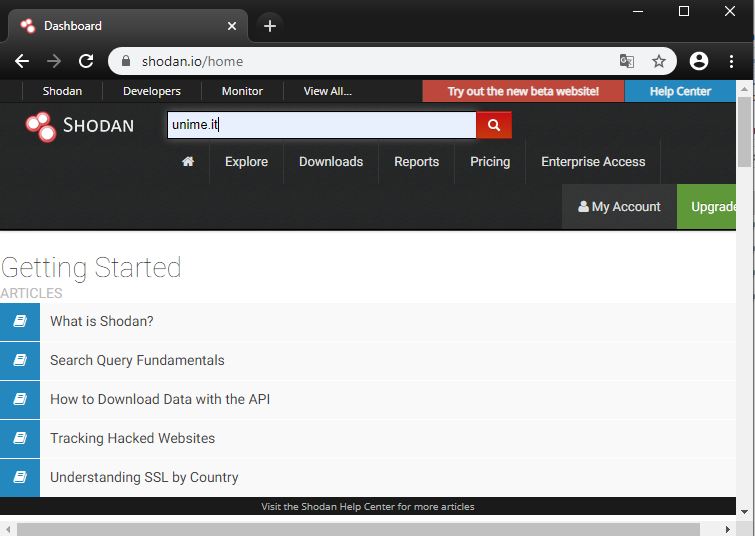 Dashboard
shodan.io/home
Shodan Developers Monitor View All... Try out the new beta website! Help Center
SHODAN unime.it
Explore Downloads Reports Pricing Enterprise Access
My Account Upgrade
Getting Started
ARTICLES
What is Shodan?
Search Query Fundamentals
How to Download Data with the API
Tracking Hacked Websites
Understanding SSL by Country
Visit the Shodan Help Center for more articles